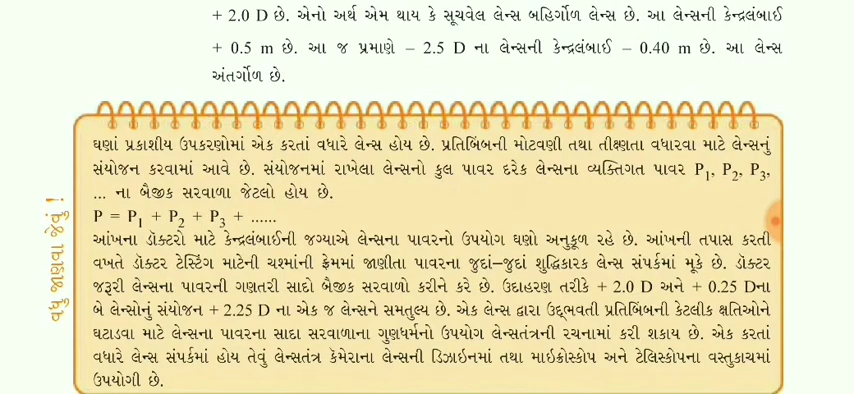 + 2.0 D છે. એનો અર્થ એમ થાય કે સૂચવેલ લેન્સ બહિર્ગોળ લેન્સ છે. આ લેન્સની કેન્દ્રલંબાઈ
+ 0.5 m છે. આ જ પ્રમાણે – 2.5 D ના લેન્સની કેન્દ્રલંબાઈ – 0.40 m છે. આ લેન્સ
અંતર્ગોળ છે.
ઘણાં પ્રકાશીય ઉપકરણોમાં એક કરતાં વધારે લેન્સ હોય છે. પ્રતિબિંબની મોટવણી તથા તીક્ષ્ણતા વધારવા માટે લેન્સનું
સંયોજન કરવામાં આવે છે. સંયોજનમાં રાખેલા લેન્સનો કુલ પાવર દરેક લેન્સના વ્યક્તિગત પાવર P₁, P₂, P₃,
... ના બૈજીક સરવાળા જેટલો હોય છે.
P = P₁ + P₂ + P₃ + ......
આંખના ડૉક્ટરો માટે કેન્દ્રલંબાઈની જગ્યાએ લેન્સના પાવરનો ઉપયોગ ઘણો અનુકૂળ રહે છે. આંખની તપાસ કરતી
વખતે ડૉક્ટર ટેસ્ટિંગ માટેની ચશ્માંની ફ્રેમમાં જાણીતા પાવરના જુદાં–જુદાં શુદ્ધિકારક લેન્સ સંપર્કમાં મૂકે છે. ડૉક્ટર
જરૂરી લેન્સના પાવરની ગણતરી સાદો બૈજીક સરવાળો કરીને કરે છે. ઉદાહરણ તરીકે + 2.0 D અને + 0.25 Dના
બે લેન્સોનું સંયોજન + 2.25 D ના એક જ લેન્સને સમતુલ્ય છે. એક લેન્સ દ્વારા ઉદ્ભવતી પ્રતિબિંબની કેટલીક ક્ષતિઓને
ઘટાડવા માટે લેન્સના પાવરના સાદા સરવાળાના ગુણધર્મનો ઉપયોગ લેન્સતંત્રની રચનામાં કરી શકાય છે. એક કરતાં
વધારે લેન્સ સંપર્કમાં હોય તેવું લેન્સતંત્ર કૅમેરાના લેન્સની ડિઝાઇનમાં તથા માઇક્રોસ્કોપ અને ટેલિસ્કોપના વસ્તુકાચમાં
ઉપયોગી છે.
વધુ જાણવા જેવું !